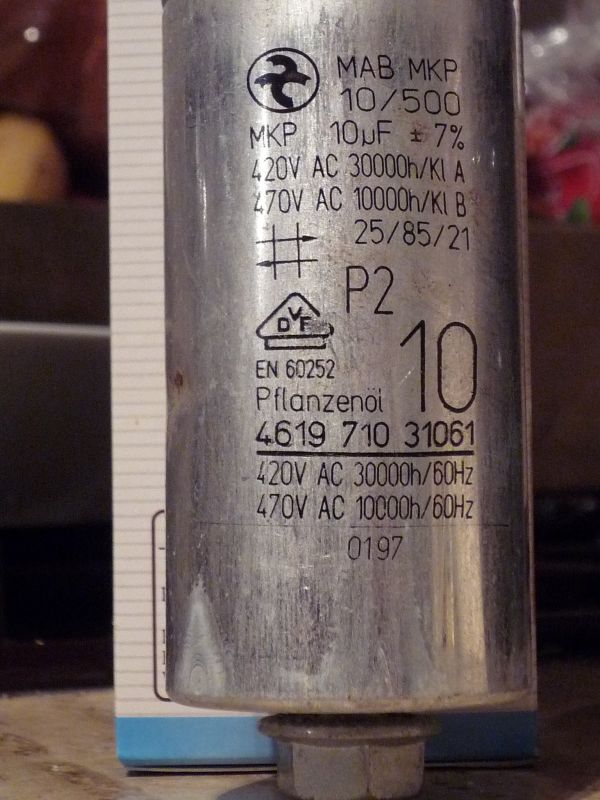 MAB MKP
10/500
MKP 10µF ± 7%
420V AC 30000h/Kl A
470V AC 10000h/Kl B
25/85/21
P2
DVE
EN 60252
10
Pflanzenöl
4619 710 31061
420V AC 30000h/60Hz
470V AC 10000h/60Hz
0197